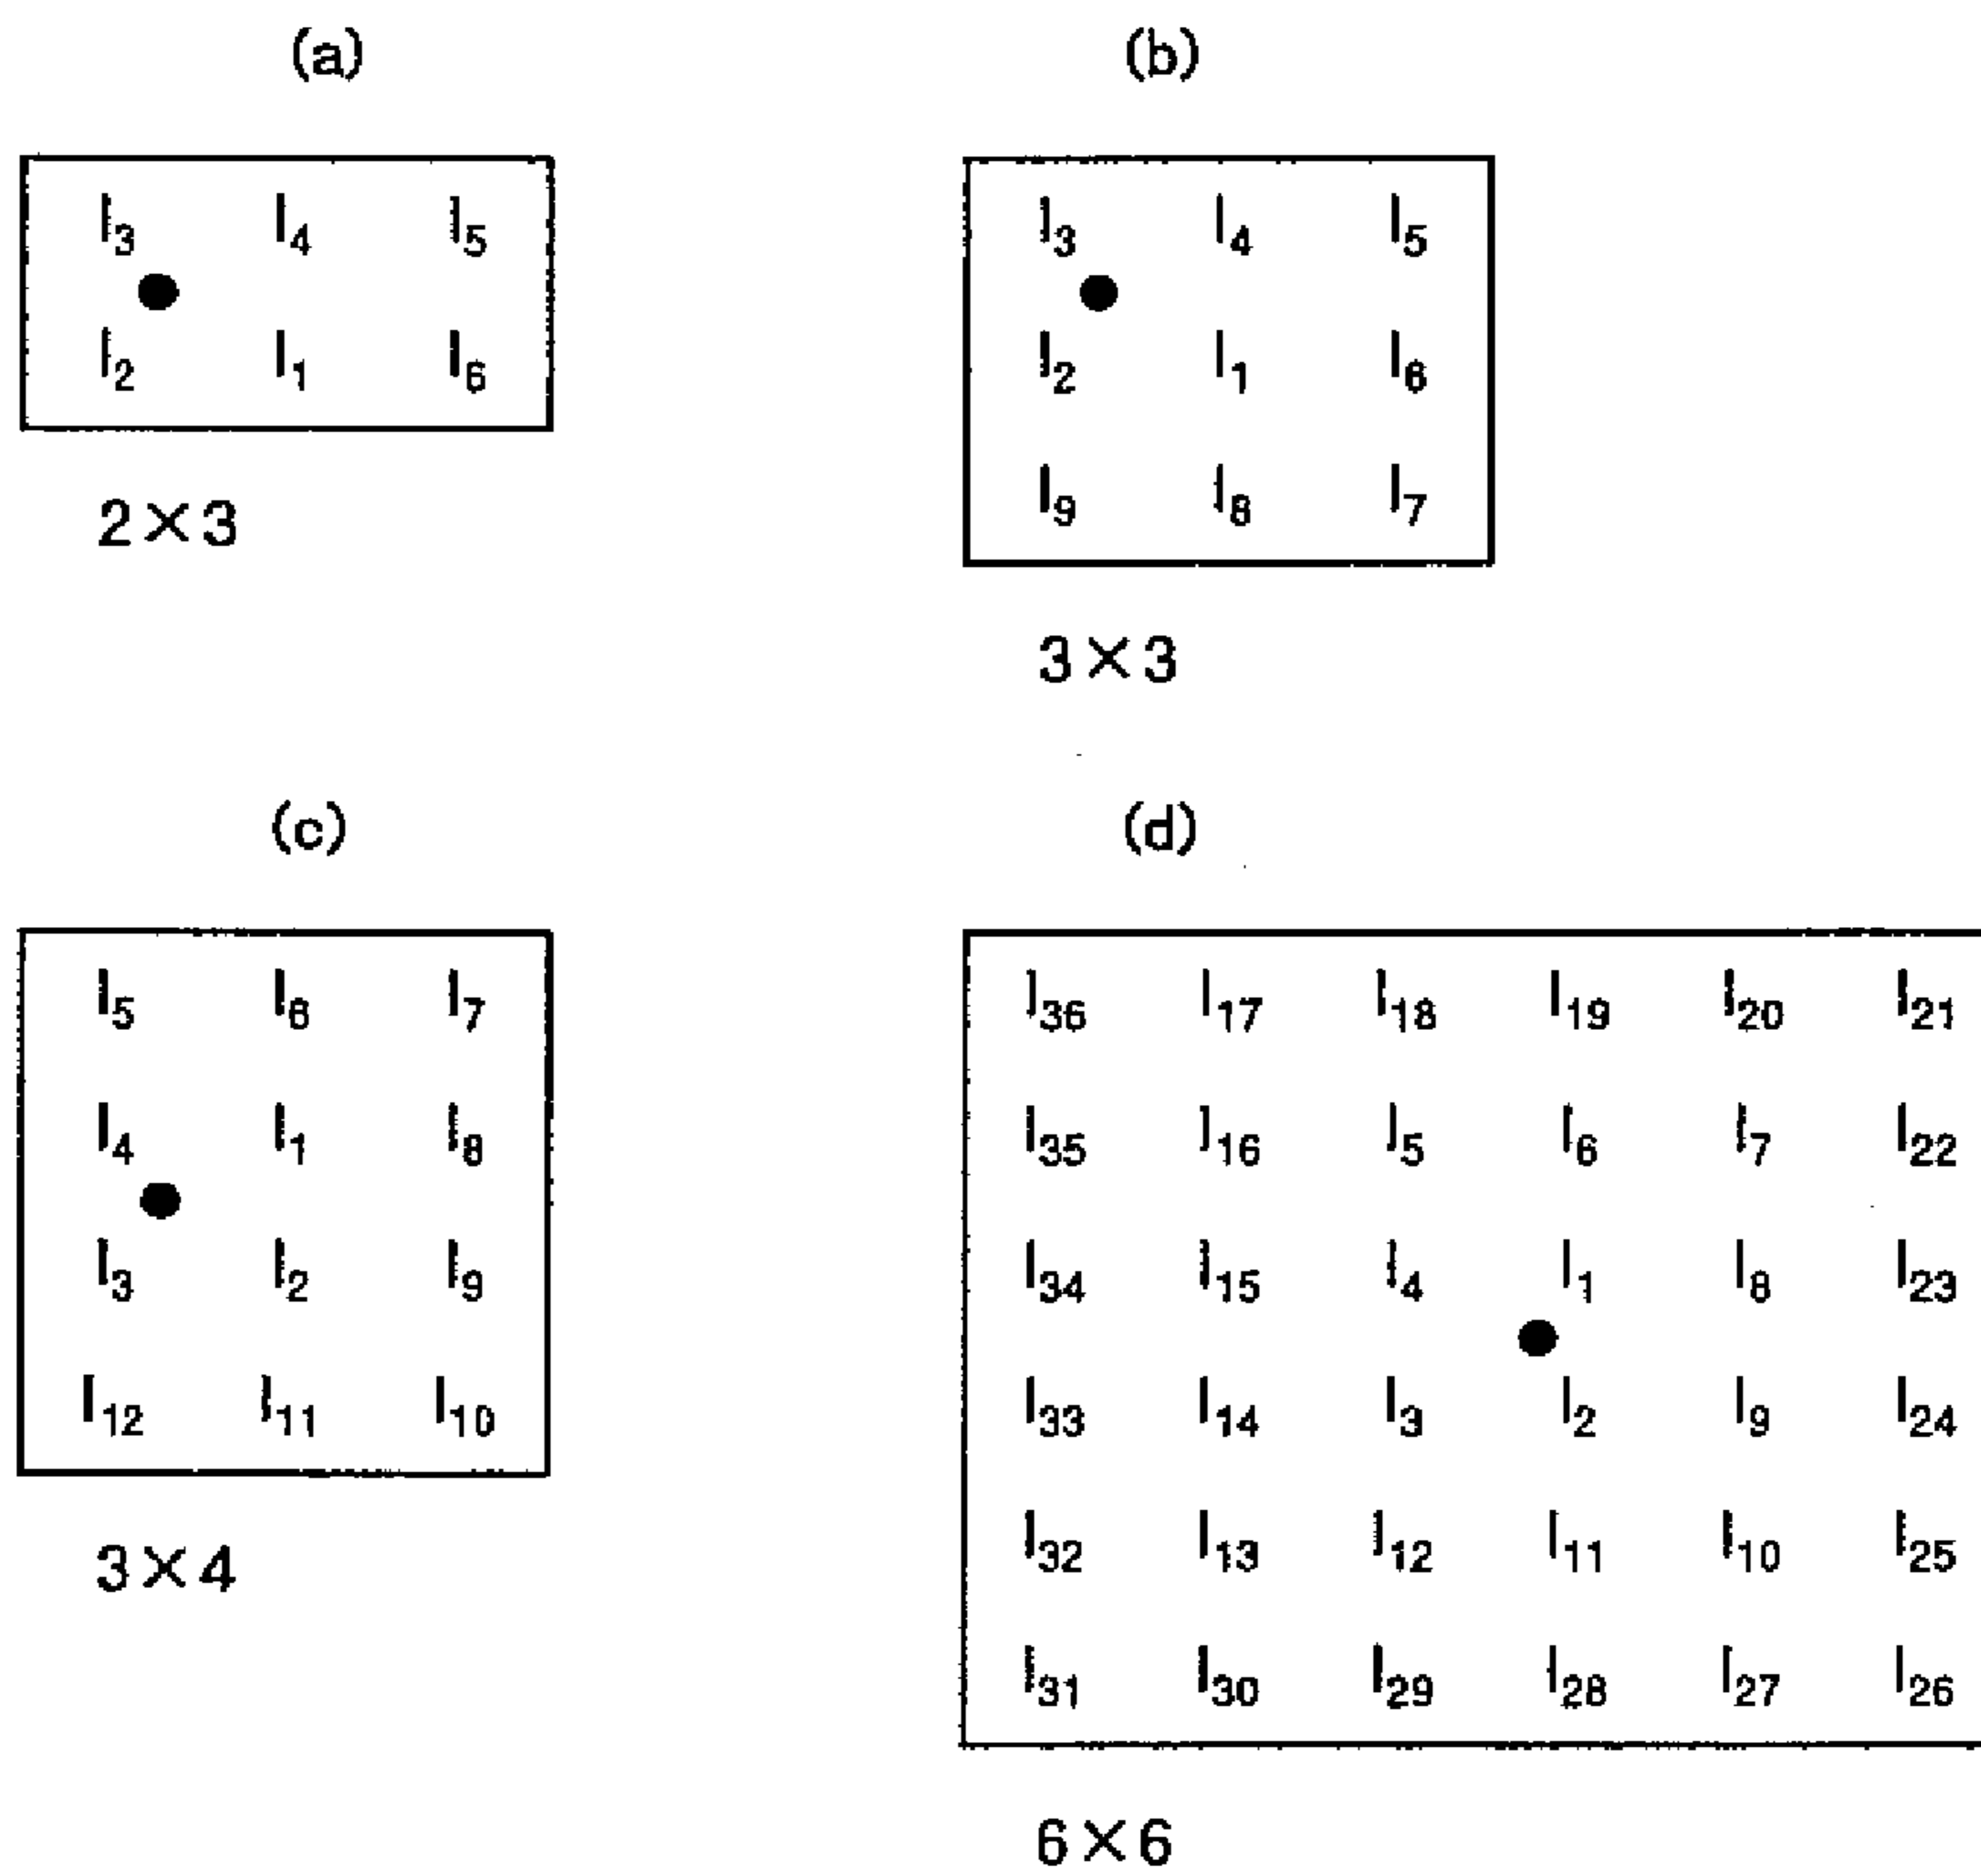 (a)
I3 I4 I5
I2 I1 I6
2×3
(b)
I3 I4 I5
I2 I1 I6
I9 I8 I7
3×3
(c)
I5 I6 I7
I4 I1 I8
I3 I2 I9
I12 I11 I10
3×4
(d)
I36 I17 I18 I19 I20 I21
I35 I16 I5 I6 I7 I22
I34 I15 I4 I1 I8 I23
I33 I14 I3 I2 I9 I24
I32 I13 I12 I11 I10 I25
I31 I30 I29 I28 I27 I26
6×6